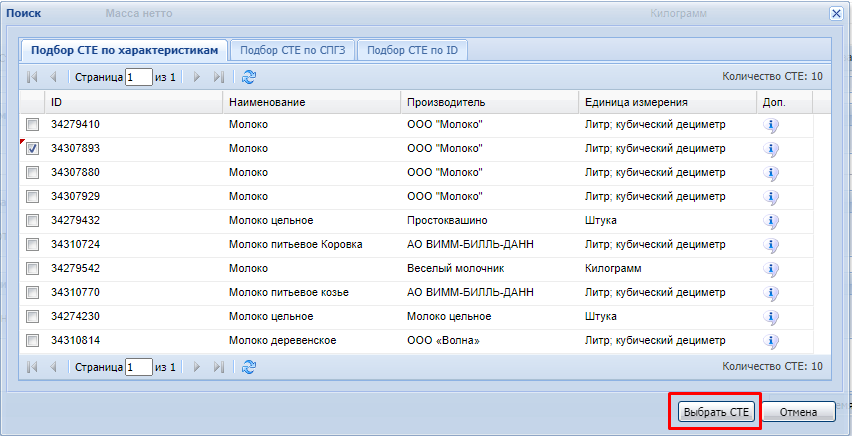 Поиск Масса нетто Килограмм
Подбор СТЕ по характеристикам Подбор СТЕ по СПГЗ Подбор СТЕ по ID
Страница 1 из 1 Количество СТЕ: 10
ID Наименование Производитель Единица измерения Доп.
34279410 Молоко ООО "Молоко" Литр; кубический дециметр
34307893 Молоко ООО "Молоко" Литр; кубический дециметр
34307880 Молоко ООО "Молоко" Литр; кубический дециметр
34307929 Молоко ООО "Молоко" Литр; кубический дециметр
34279432 Молоко цельное Простоквашино Штука
34310724 Молоко питьевое Коровка АО ВИММ-БИЛЛЬ-ДАНН Литр; кубический дециметр
34279542 Молоко Веселый молочник Килограмм
34310770 Молоко питьевое козье АО ВИММ-БИЛЛЬ-ДАНН Литр; кубический дециметр
34274230 Молоко цельное Молоко цельное Штука
34310814 Молоко деревенское ООО «Волна» Литр; кубический дециметр
Страница 1 из 1 Количество СТЕ: 10
Выбрать СТЕ Отмена